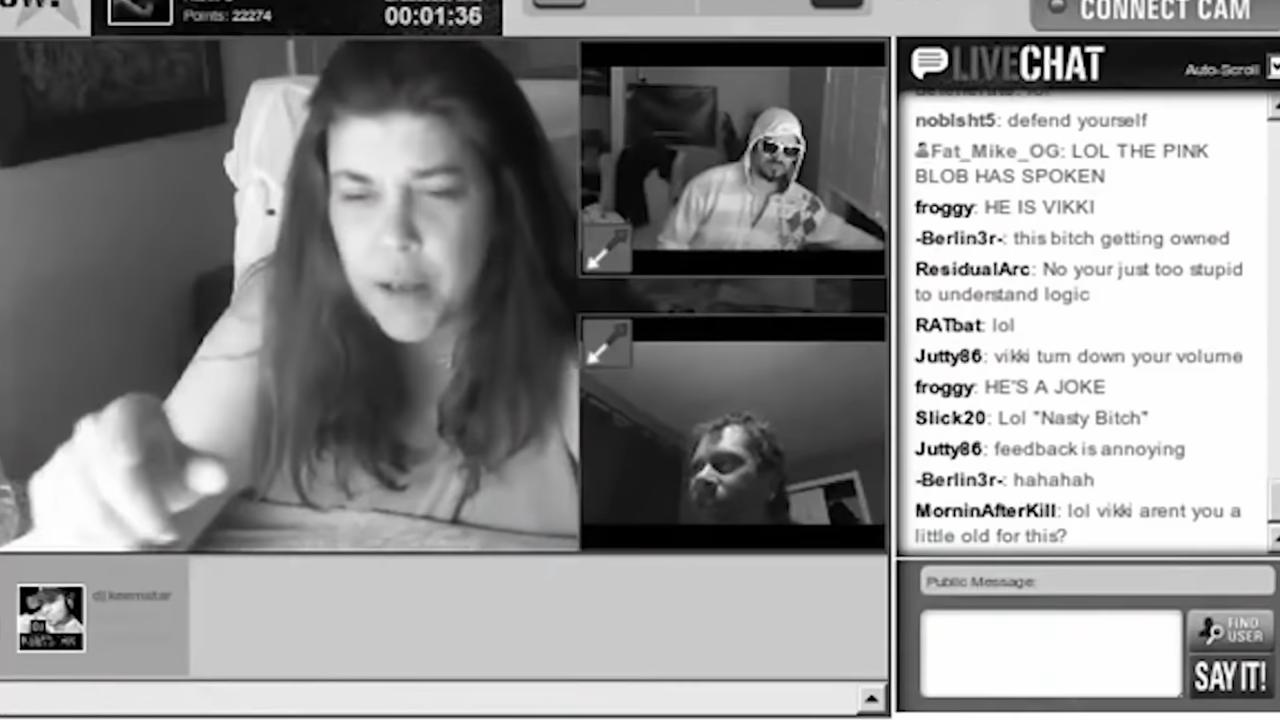 Points: 22274
00:01:36
CONNECT CAM
LIVECHAT
Auto-Scroll
noblsht5: defend yourself
Fat_Mike_OG: LOL THE PINK
BLOB HAS SPOKEN
froggy: HE IS VIKKI
-Berlin3r-: this bitch getting owned
ResidualArc: No your just too stupid
to understand logic
RATbat: lol
Jutty86: vikki turn down your volume
froggy: HE'S A JOKE
Slick20: Lol "Nasty Bitch"
Jutty86: feedback is annoying
-Berlin3r-: hahahah
MorninAfterKill: lol vikki arent you a
little old for this?
dj keemstar
Public Message:
FIND
USER
SAY IT!